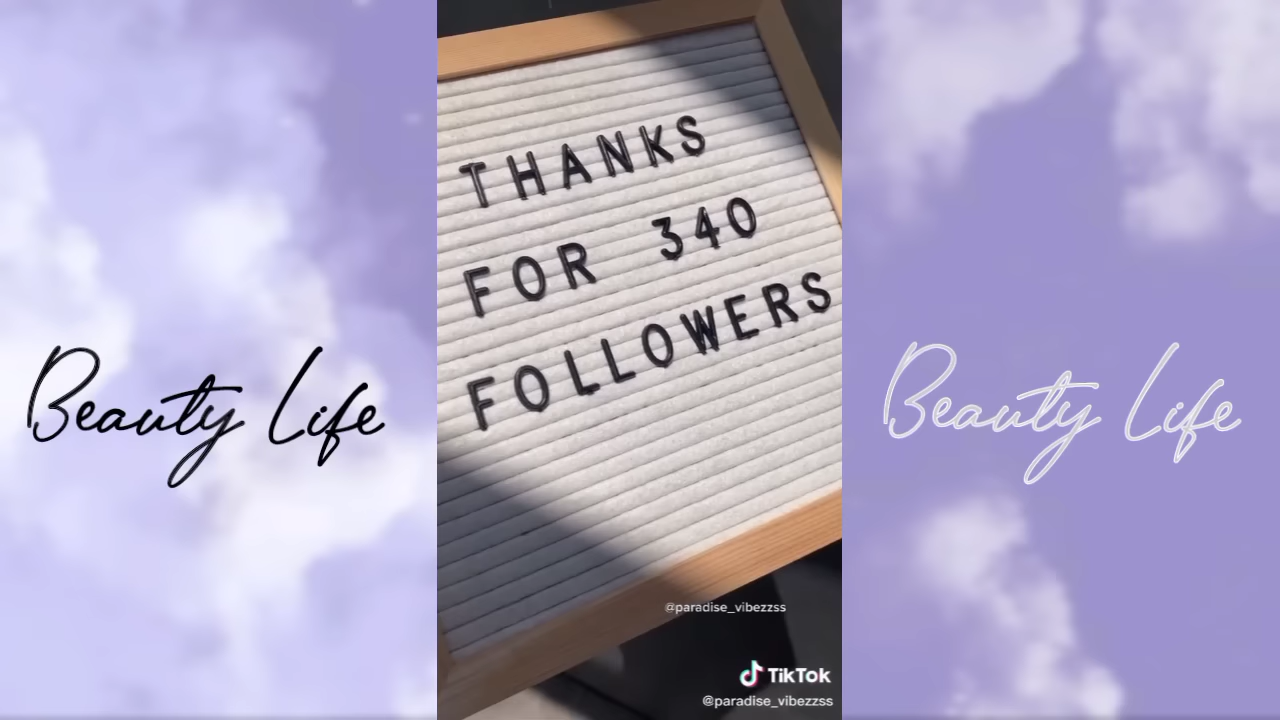 Beauty Life
THANKS
FOR 340
FOLLOWERS
@paradise_vibezzss
TikTok
@paradise_vibezzss
Beauty Life